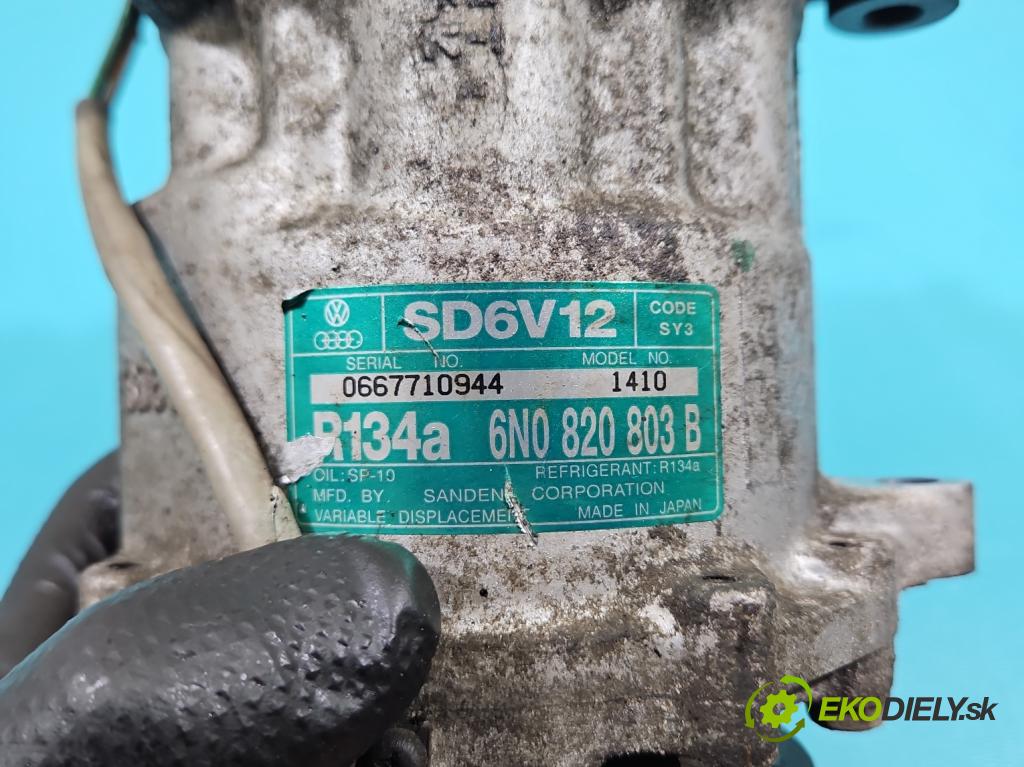 SD6V12
CODE
SY3
SERIAL NO. MODEL NO.
0667710944 1410
R134a 6N0 820 803 B
OIL: SP-10 REFRIGERANT: R134a
MFD. BY. SANDEN CORPORATION
VARIABLE DISPLACEMENT MADE IN JAPAN
EKODIELY.sk